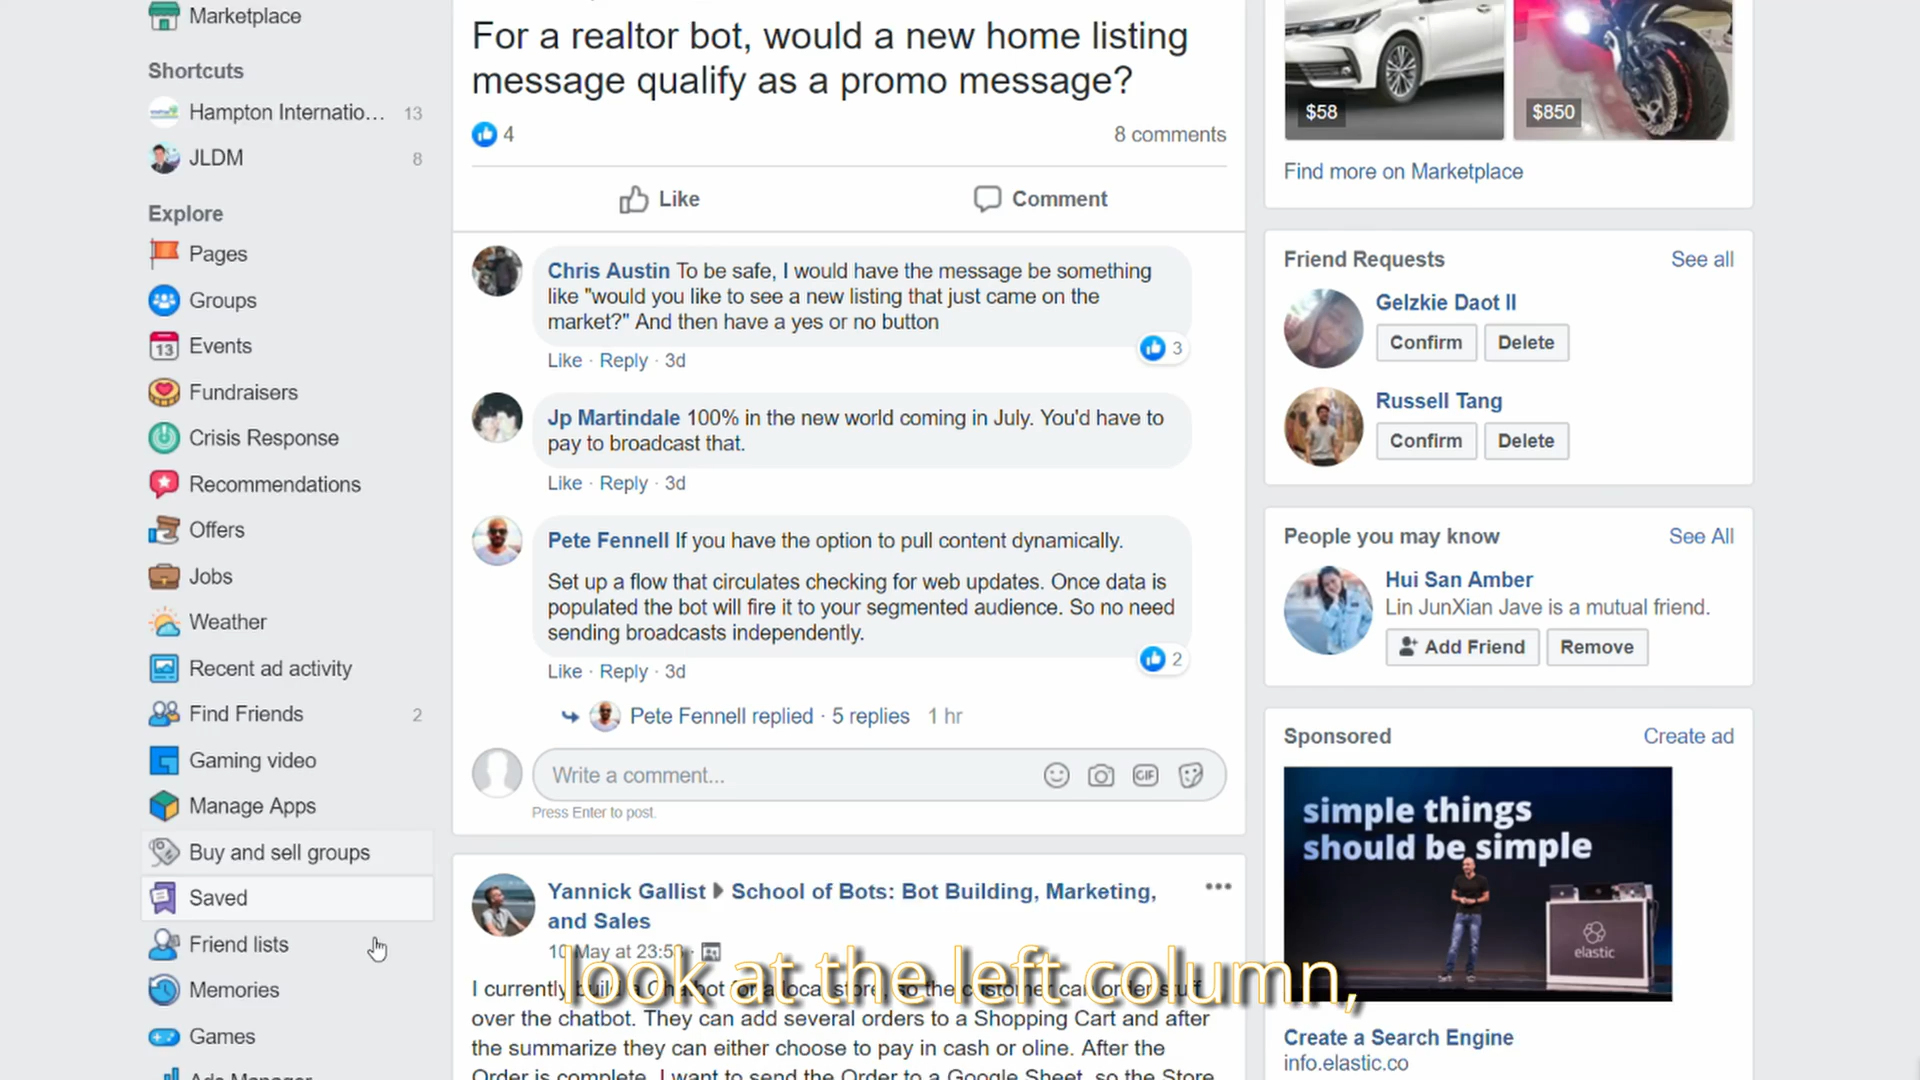 Marketplace
Shortcuts
Hampton Internatio... 13
JLDM 8
Explore
Pages
Groups
13
Events
Fundraisers
Crisis Response
Recommendations
Offers
Jobs
Weather
Recent ad activity
Find Friends 2
Gaming video
Manage Apps
Buy and sell groups
Saved
Friend lists
Memories
Games
Ads Manager
For a realtor bot, would a new home listing
message qualify as a promo message?
4 8 comments
Like Comment
Chris Austin To be safe, I would have the message be something
like "would you like to see a new listing that just came on the
market?" And then have a yes or no button
3
Like · Reply · 3d
Jp Martindale 100% in the new world coming in July. You'd have to
pay to broadcast that.
Like · Reply · 3d
Pete Fennell If you have the option to pull content dynamically.
Set up a flow that circulates checking for web updates. Once data is
populated the bot will fire it to your segmented audience. So no need
sending broadcasts independently.
2
Like · Reply · 3d
Pete Fennell replied · 5 replies 1 hr
Write a comment...
GIF
Press Enter to post.
Yannick Gallist School of Bots: Bot Building, Marketing,
and Sales
10 May at 23:5
look at the left column,
I currently build a Chatbot for a local store, so the customer can order stuff
over the chatbot. They can add several orders to a Shopping Cart and after
the summarize they can either choose to pay in cash or oline. After the
Order is complete, I want to send the Order to a Google Sheet, so the Store
$58
$850
Find more on Marketplace
Friend Requests See all
Gelzkie Daot II
Confirm Delete
Russell Tang
Confirm Delete
People you may know See All
Hui San Amber
Lin JunXian Jave is a mutual friend.
Add Friend Remove
Sponsored Create ad
simple things
should be simple
elastic
Create a Search Engine
info.elastic.co